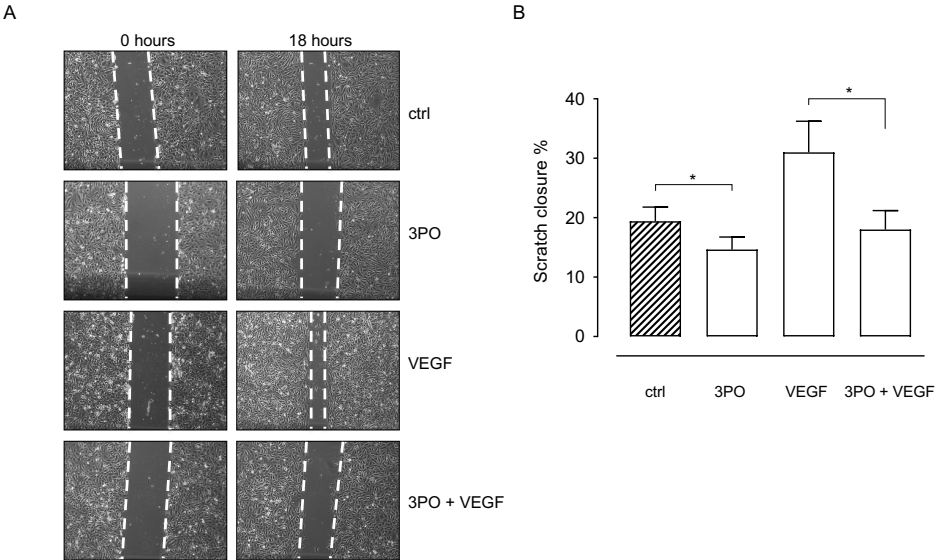 A
0 hours 18 hours
ctrl
3PO
VEGF
3PO + VEGF
B
Scratch closure %
40
30
20
10
0
*
*
ctrl 3PO VEGF 3PO + VEGF